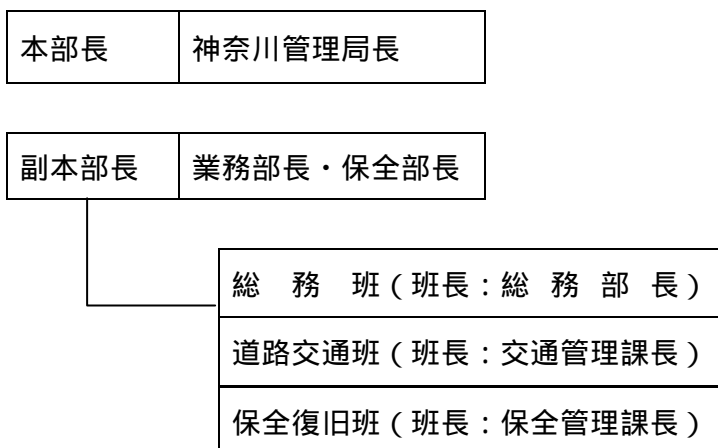 本部長 神奈川管理局長
副本部長 業務部長・保全部長
総 務 班(班長:総 務 部 長)
道路交通班(班長:交通管理課長)
保全復旧班(班長:保全管理課長)